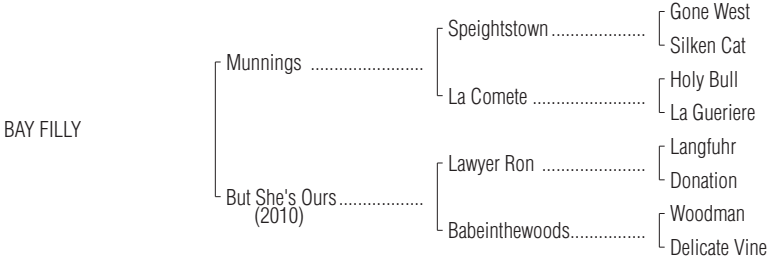 Gone West
Speightstown ......................
Silken Cat
Munnings ........................
Holy Bull
La Comete ........................
La Gueriere
BAY FILLY
Langfuhr
Lawyer Ron ......................
Donation
But She's Ours..................
(2010)
Woodman
Babeinthewoods................
Delicate Vine